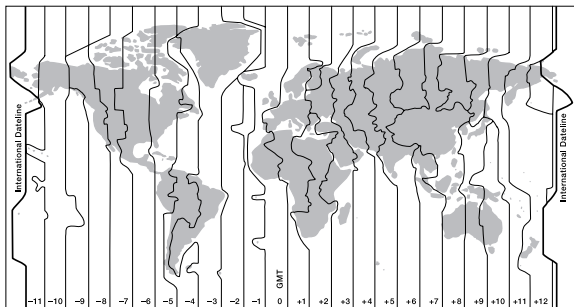 International Dateline
International Dateline
GMT
−11 −10 −9 −8 −7 −6 −5 −4 −3 −2 −1 0 +1 +2 +3 +4 +5 +6 +7 +8 +9 +10 +11 +12